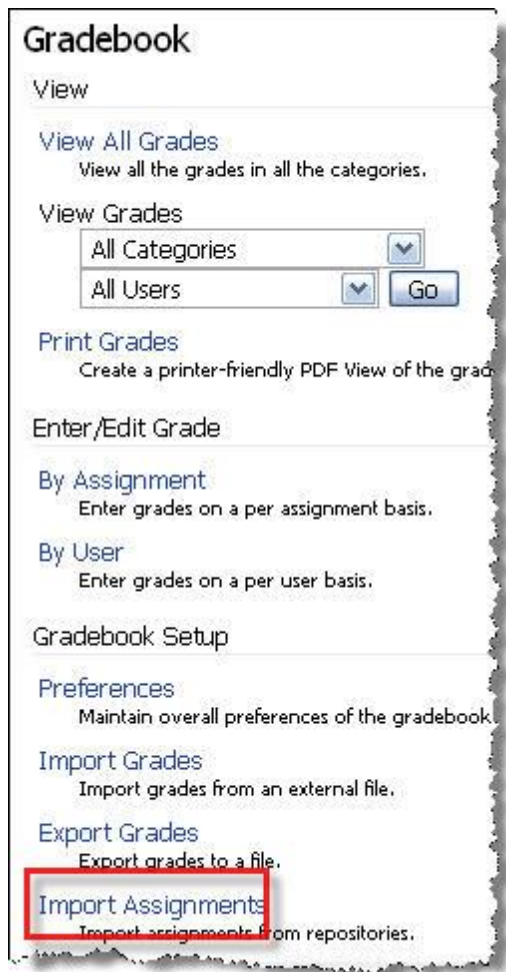 Gradebook
View
View All Grades
View all the grades in all the categories.
View Grades
All Categories
All Users Go
Print Grades
Create a printer-friendly PDF View of the grad
Enter/Edit Grade
By Assignment
Enter grades on a per assignment basis.
By User
Enter grades on a per user basis.
Gradebook Setup
Preferences
Maintain overall preferences of the gradebook
Import Grades
Import grades from an external file.
Export Grades
Export grades to a file.
Import Assignments
Import assignments from repositories.